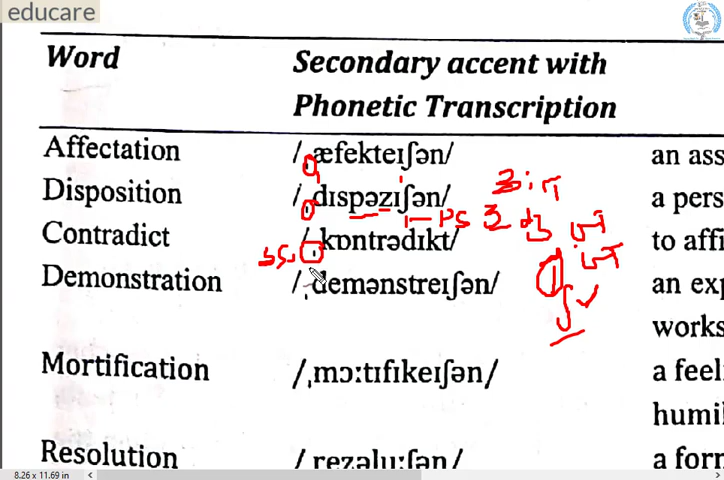 educare
Word Secondary accent with
Phonetic Transcription
Affectation /ˌæfekteɪʃən/ an ass
Disposition /ˌdɪspəzɪʃən/ a pers
Contradict /ˌkɒntrədɪkt/ to affi
Demonstration /ˌdemənstreɪʃən/ an exp
works
Mortification /ˌmɔːtɪfɪkeɪʃən/ a feel
humil
Resolution /ˌrezəluːʃən/ a form
8.26 x 11.69 in